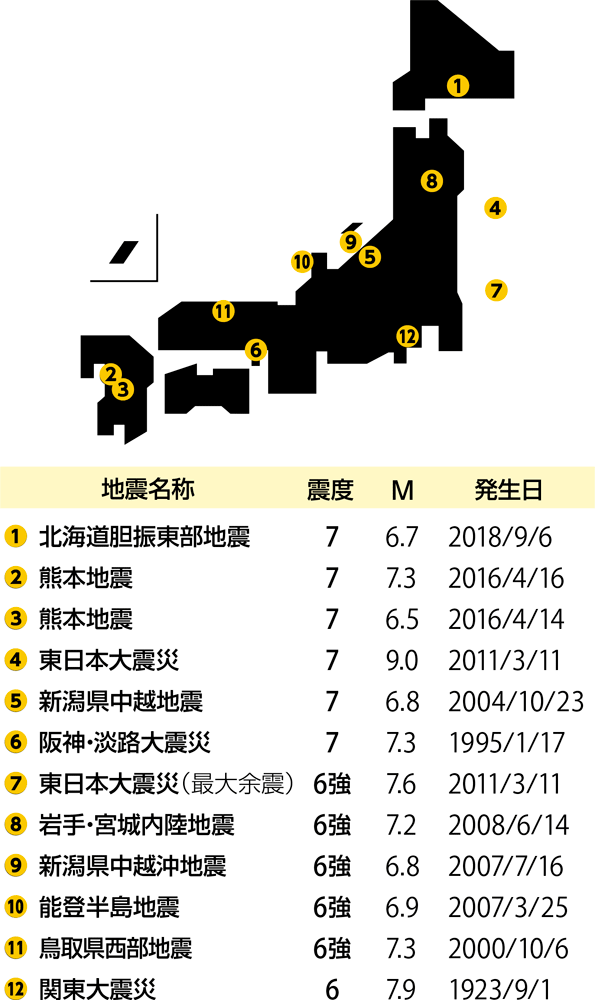 1
8
4
9
5
10
7
11
12
6
2
3
地震名称 震度 M 発生日
1 北海道胆振東部地震 7 6.7 2018/9/6
2 熊本地震 7 7.3 2016/4/16
3 熊本地震 7 6.5 2016/4/14
4 東日本大震災 7 9.0 2011/3/11
5 新潟県中越地震 7 6.8 2004/10/23
6 阪神・淡路大震災 7 7.3 1995/1/17
7 東日本大震災(最大余震) 6強 7.6 2011/3/11
8 岩手・宮城内陸地震 6強 7.2 2008/6/14
9 新潟県中越沖地震 6強 6.8 2007/7/16
10 能登半島地震 6強 6.9 2007/3/25
11 鳥取県西部地震 6強 7.3 2000/10/6
12 関東大震災 6 7.9 1923/9/1